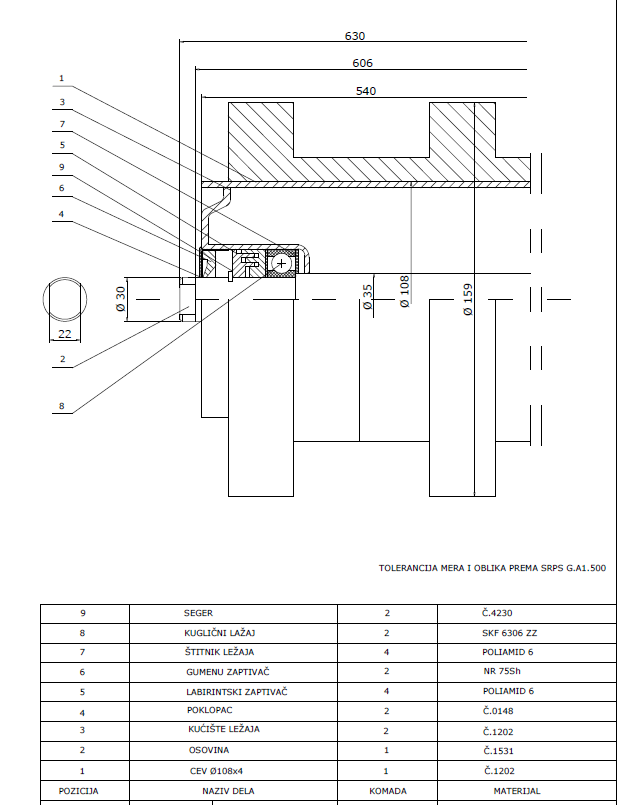 630
606
540
1
3
7
5
9
6
4
Ø 30
Ø 35
Ø 108
Ø 159
22
2
8
TOLERANCIJA MERA I OBLIKA PREMA SRPS G.A1.500
9 SEGER 2 Č.4230
8 KUGLIČNI LAŽAJ 2 SKF 6306 ZZ
7 ŠTITNIK LEŽAJA 4 POLIAMID 6
6 GUMENU ZAPTIVAČ 2 NR 75Sh
5 LABIRINTSKI ZAPTIVAČ 4 POLIAMID 6
4 POKLOPAC 2 Č.0148
3 KUĆIŠTE LEŽAJA 2 Č.1202
2 OSOVINA 1 Č.1531
1 CEV Ø108x4 1 Č.1202
POZICIJA NAZIV DELA KOMADA MATERIJAL